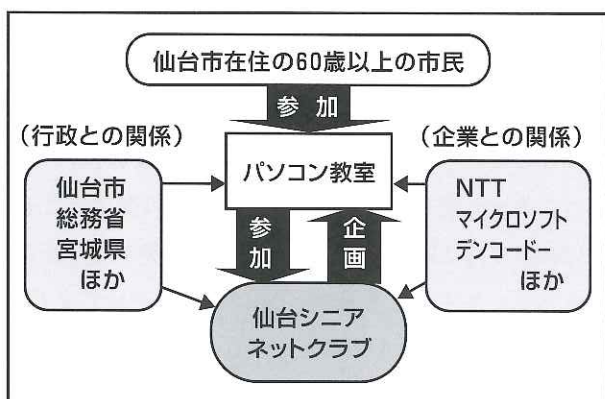 仙台市在住の60歳以上の市民
参加
（行政との関係）
（企業との関係）
仙台市
総務省
宮城県
ほか
パソコン教室
NTT
マイクロソフト
デンコードー
ほか
参加
企画
仙台シニア
ネットクラブ